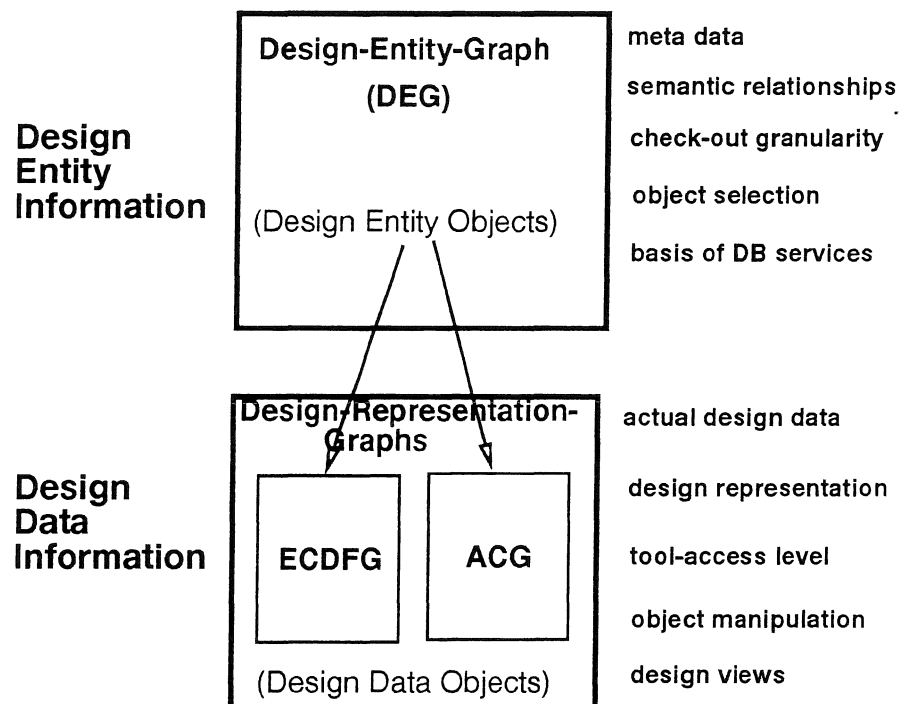 Design-Entity-Graph
(DEG)
Design
Entity
Information
(Design Entity Objects)
meta data
semantic relationships
check-out granularity
object selection
basis of DB services
Design-Representation-
Graphs
Design
Data
Information
ECDFG
ACG
(Design Data Objects)
actual design data
design representation
tool-access level
object manipulation
design views